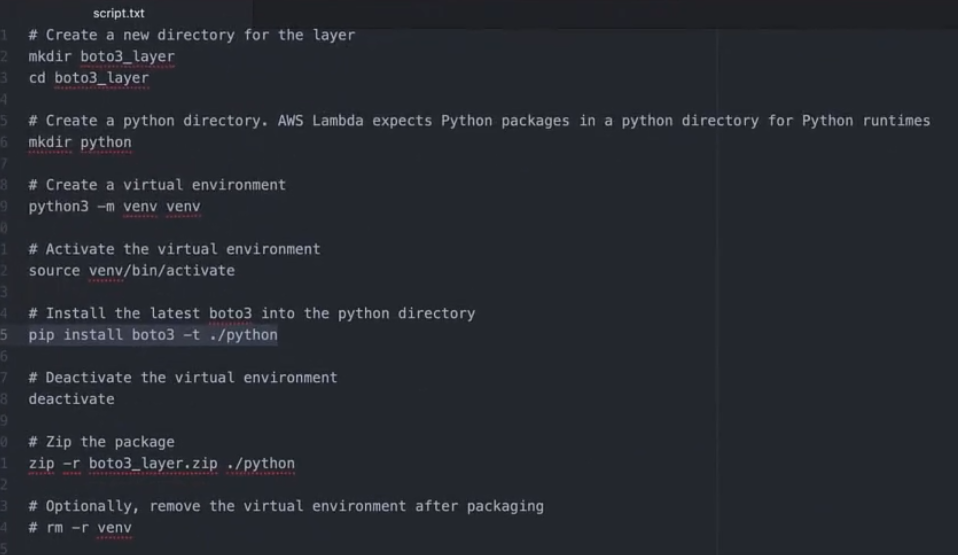 script.txt
1 # Create a new directory for the layer
2 mkdir boto3_layer
3 cd boto3_layer
4
5 # Create a python directory. AWS Lambda expects Python packages in a python directory for Python runtimes
6 mkdir python
7
8 # Create a virtual environment
9 python3 -m venv venv
0
1 # Activate the virtual environment
2 source venv/bin/activate
3
4 # Install the latest boto3 into the python directory
5 pip install boto3 -t ./python
6
7 # Deactivate the virtual environment
8 deactivate
9
0 # Zip the package
1 zip -r boto3_layer.zip ./python
2
3 # Optionally, remove the virtual environment after packaging
4 # rm -r venv
5